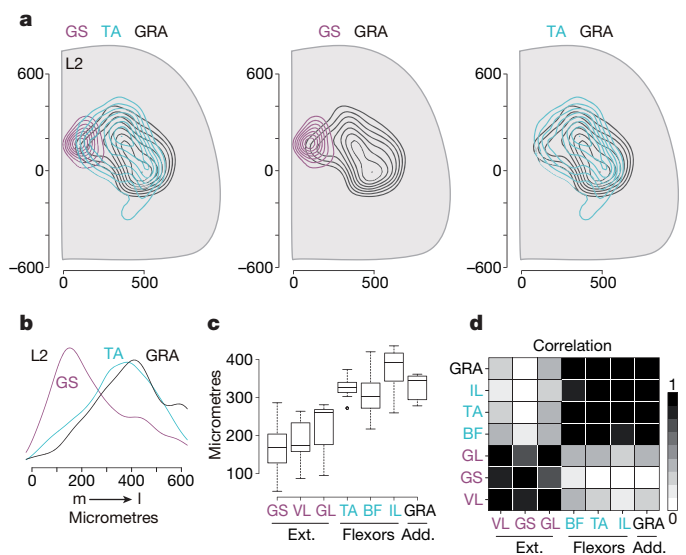 a
GS TA GRA
GS GRA
TA GRA
L2
600
0
–600
0 500
600
0
–600
0 500
600
0
–600
0 500
b
L2
TA
GRA
GS
0 200 400 600
m l
Micrometres
c
Micrometres
400
300
200
100
GS VL GL TA BF IL GRA
Ext. Flexors Add.
d
Correlation
GRA
IL
TA
BF
GL
GS
VL
1
0
VL GS GL BF TA IL GRA
Ext. Flexors Add.